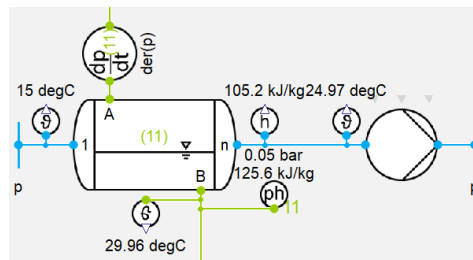 (11)
dp
dt
der(p)
15 degC
105.2 kJ/kg
24.97 degC
ϑ
A
h
ϑ
1
(11)
n
p
0.05 bar
p
B
125.6 kJ/kg
ϑ
ph
11
29.96 degC